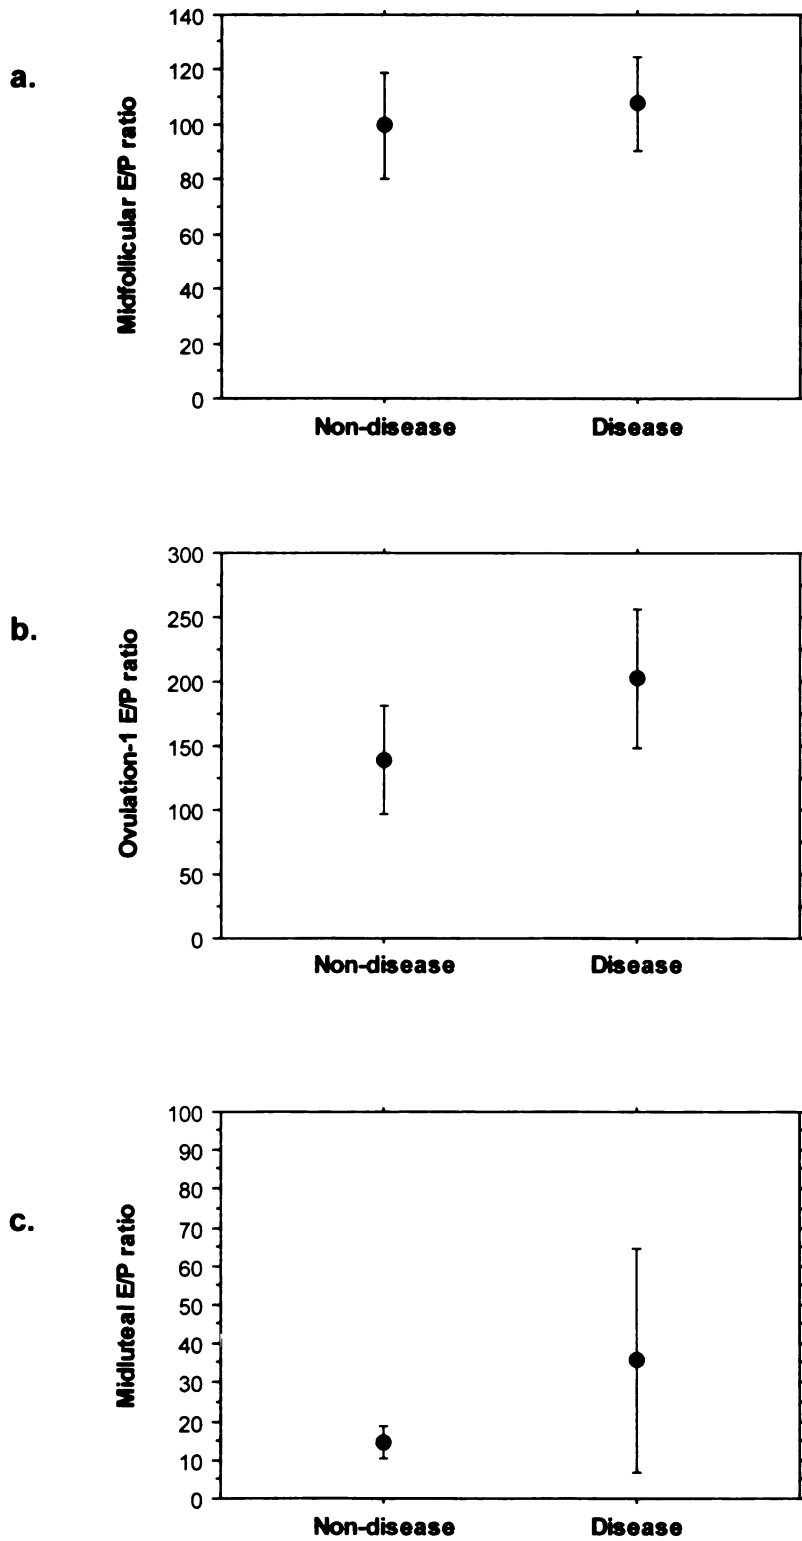 a.
Midfollicular E/P ratio
140
120
100
80
60
40
20
0
Non-disease Disease
b.
Ovulation-1 E/P ratio
300
250
200
150
100
50
0
Non-disease Disease
c.
Midluteal E/P ratio
100
90
80
70
60
50
40
30
20
10
0
Non-disease Disease